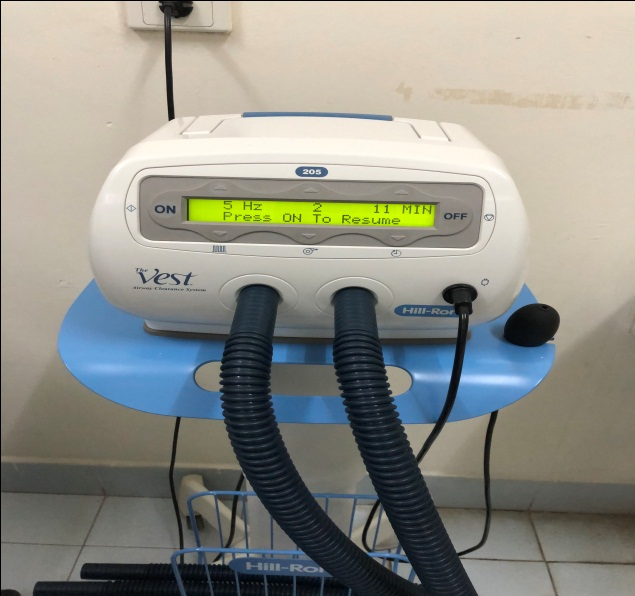 205
ON
5 Hz 2 11 MIN
Press ON To Resume
OFF
The Vest
Airway Clearance System
Hill-Rom
Hill-Rom